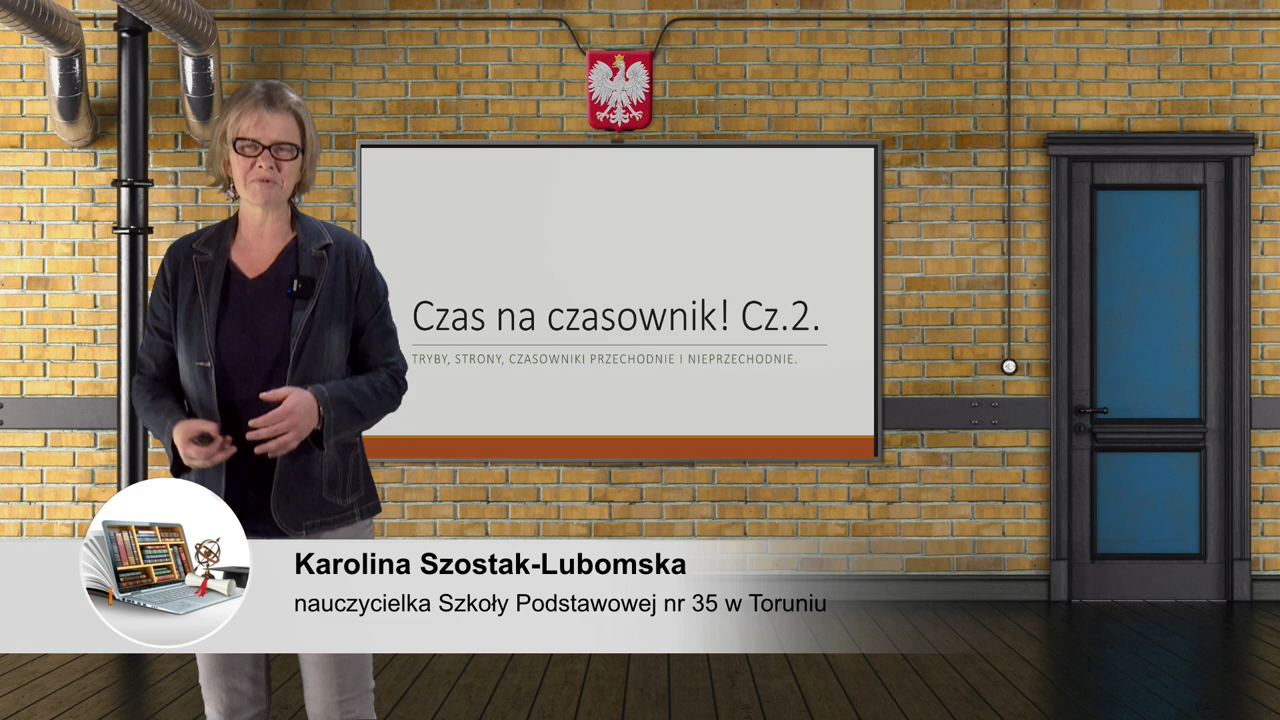 Czas na czasownik! Cz.2.
TRYBY, STRONY, CZASOWNIKI PRZECHODNIE I NIEPRZECHODNIE.
Karolina Szostak-Lubomska
nauczycielka Szkoły Podstawowej nr 35 w Toruniu